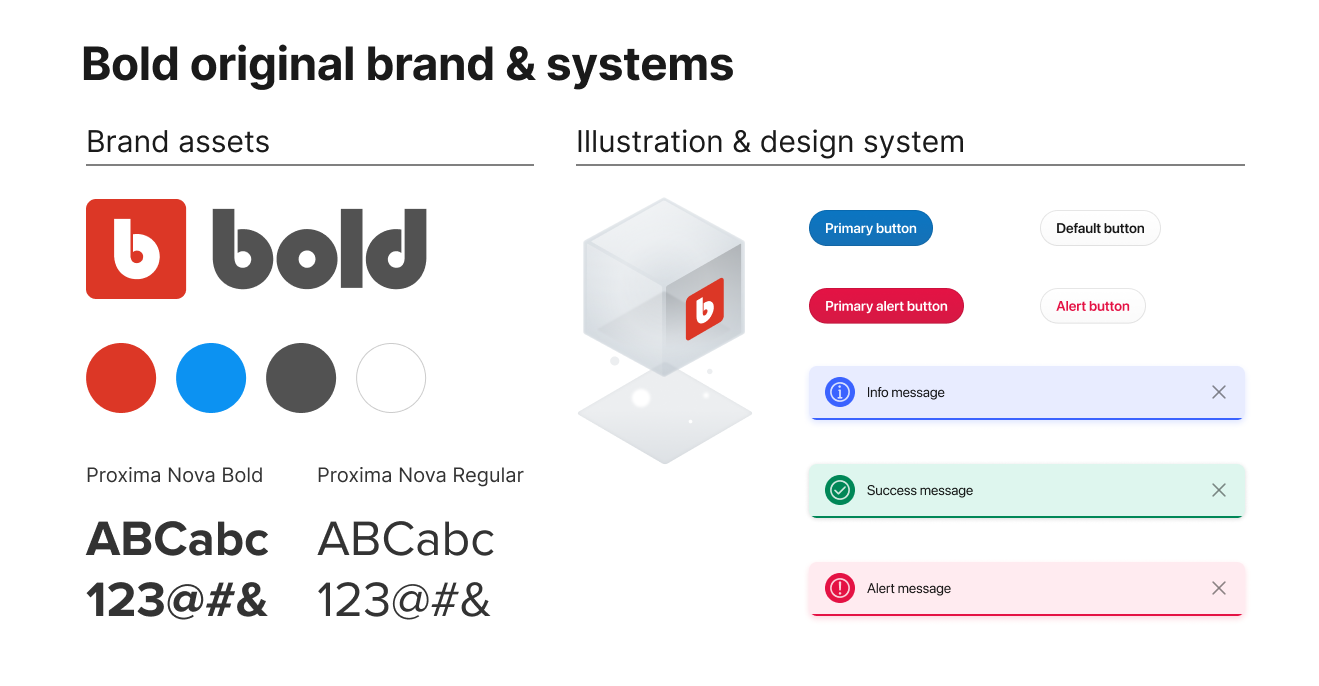 Bold original brand & systems
Brand assets
b bold
Proxima Nova Bold
Proxima Nova Regular
ABCabc
123@#&
ABCabc
123@#&
Illustration & design system
b
Primary button
Default button
Primary alert button
Alert button
Info message
Success message
Alert message